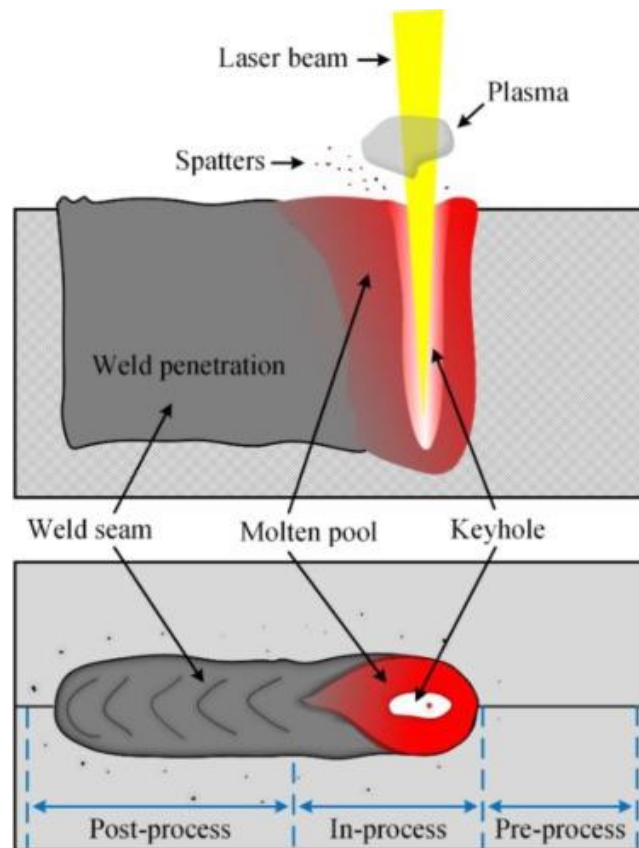 Laser beam
Plasma
Spatters
Weld penetration
Weld seam
Molten pool
Keyhole
Post-process
In-process
Pre-process